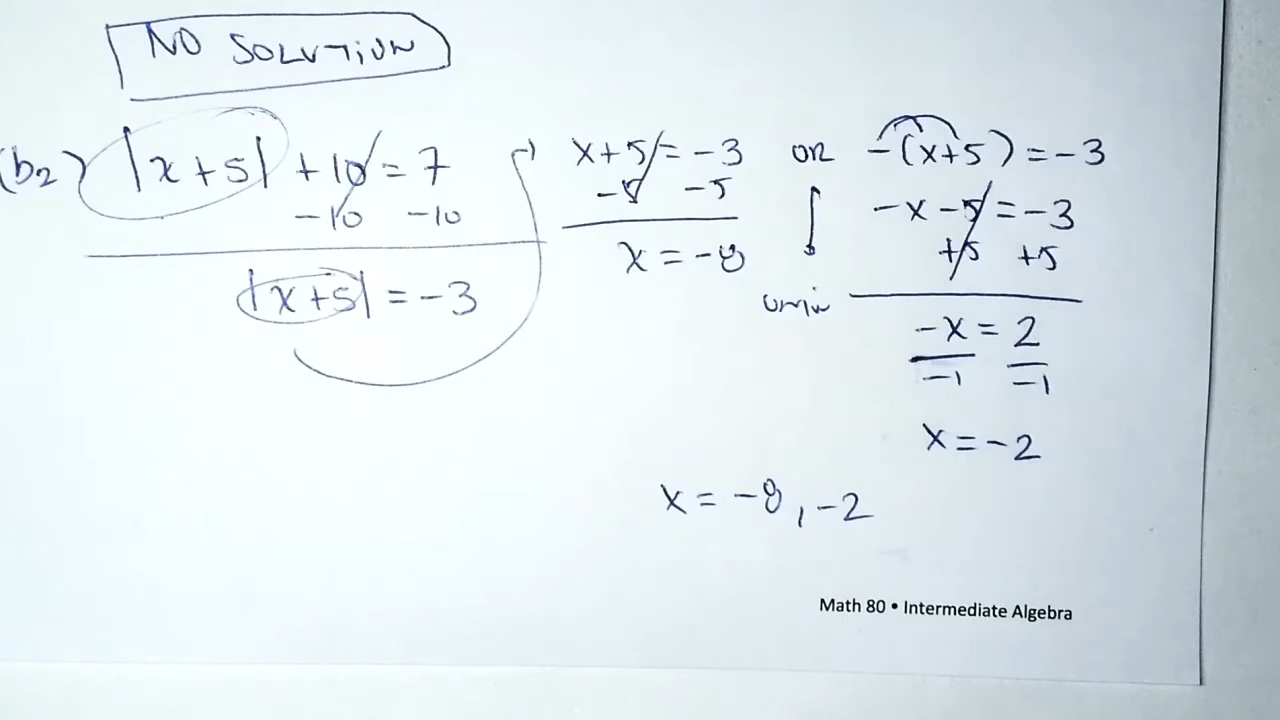 NO SOLUTION
(b2) |x+5| +10 = 7
-10 -10
|x+5| = -3
x+5 = -3 or -(x+5) = -3
-5 -5
x = -8
-x -5 = -3
+5 +5
-x = 2
-1 -1
x = -2
x = -8, -2
Math 80 • Intermediate Algebra